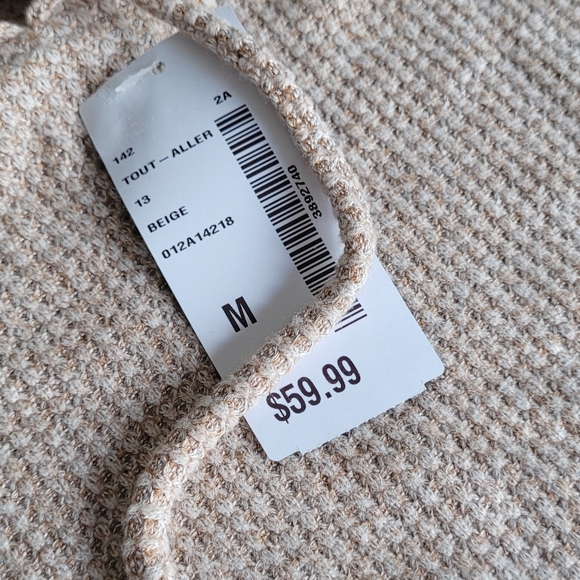 2A
142
TOUT—ALLER
13
BEIGE
012A14218
3892740
M
$59.99